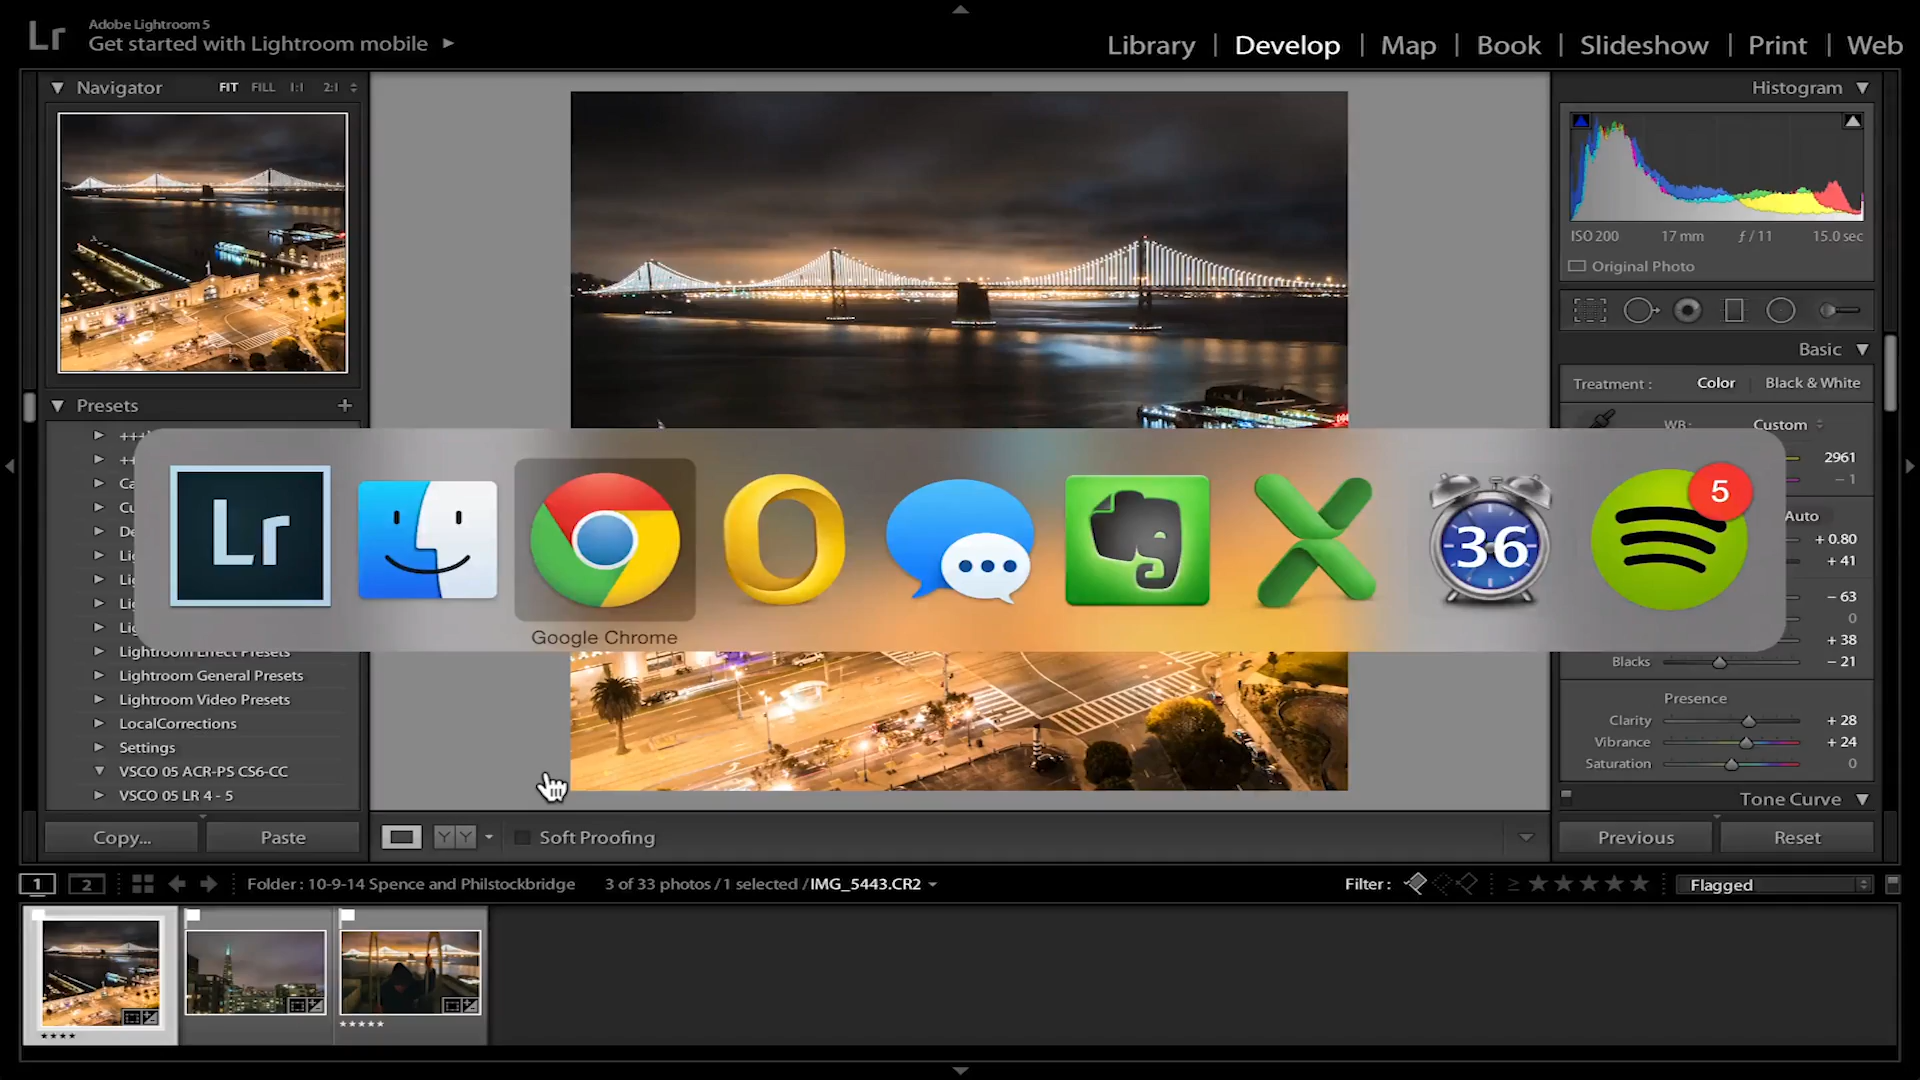 Lr
Adobe Lightroom 5
Get started with Lightroom mobile
Library | Develop | Map | Book | Slideshow | Print | Web
Navigator FIT FILL 1:1 2:1
Histogram
ISO 200 17 mm ƒ / 11 15.0 sec
Original Photo
Basic
Treatment : Color Black & White
WB: Custom
2961
– 1
Auto
+ 0.80
+ 41
– 63
0
+ 38
Blacks – 21
Presence
Clarity + 28
Vibrance + 24
Saturation 0
Tone Curve
Previous Reset
Presets +
Lightroom Effect Presets
Lightroom General Presets
Lightroom Video Presets
LocalCorrections
Settings
VSCO 05 ACR-PS CS6-CC
VSCO 05 LR 4 - 5
Copy... Paste
Lr
36
5
Google Chrome
Y Y
Soft Proofing
1 2
Folder : 10-9-14 Spence and Philstockbridge
3 of 33 photos / 1 selected / IMG_5443.CR2
Filter : ≥ ★★★★★ Flagged
★★★★
★★★★★